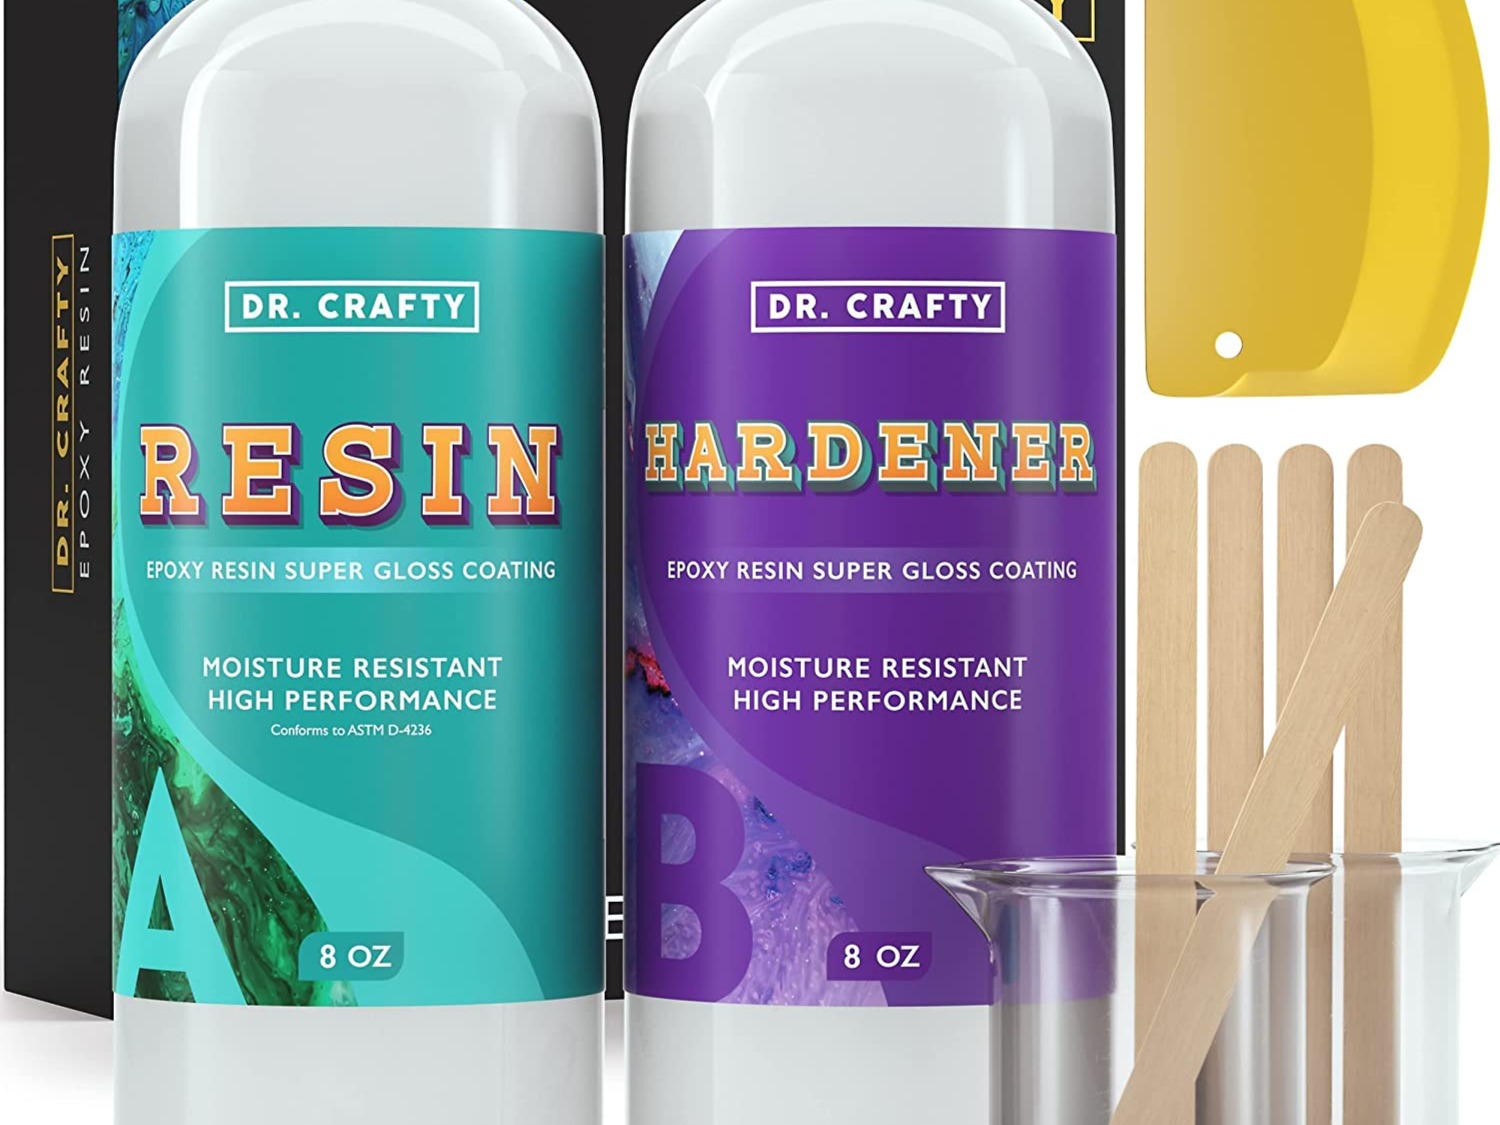 DR. CRAFTY
EPOXY RESIN
DR. CRAFTY
RESIN
EPOXY RESIN SUPER GLOSS COATING
MOISTURE RESISTANT
HIGH PERFORMANCE
Conforms to ASTM D-4236
A
8 OZ
DR. CRAFTY
HARDENER
EPOXY RESIN SUPER GLOSS COATING
MOISTURE RESISTANT
HIGH PERFORMANCE
B
8 OZ